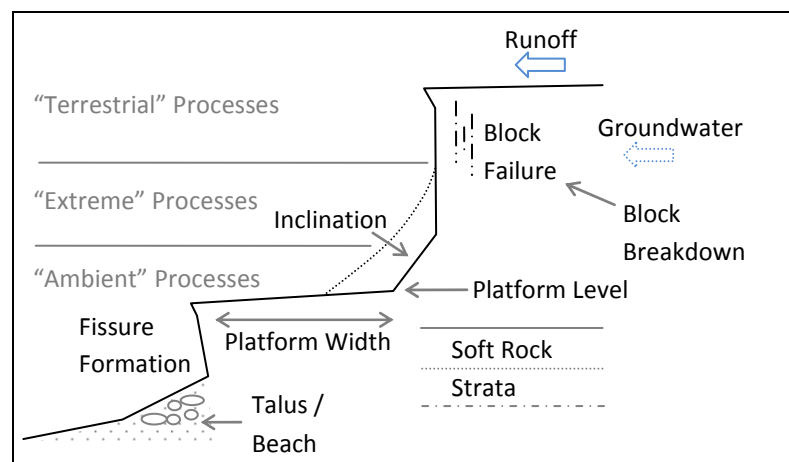 Runoff
“Terrestrial” Processes
Block
Failure
Groundwater
“Extreme” Processes
Inclination
Block
Breakdown
“Ambient” Processes
Platform Level
Fissure
Formation
Platform Width
Soft Rock
Strata
Talus /
Beach